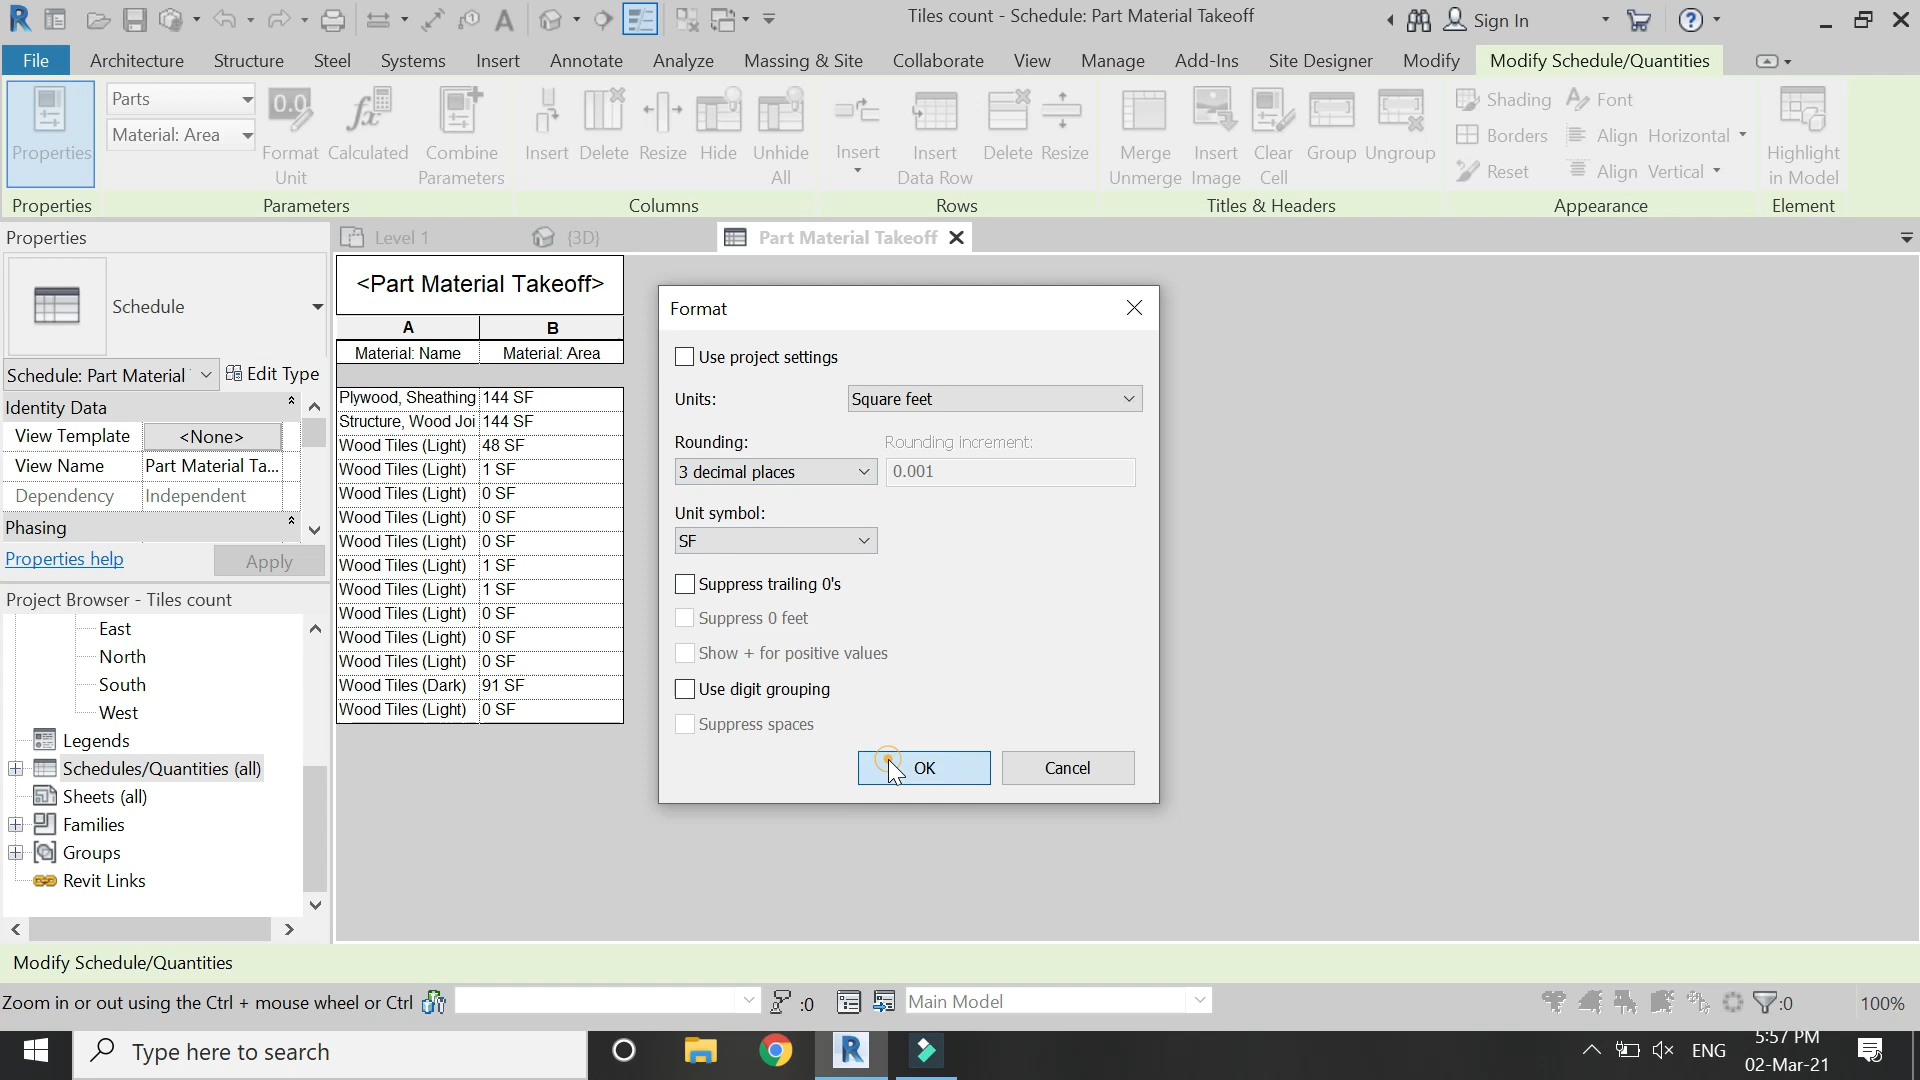 Tiles count - Schedule: Part Material Takeoff
Sign In
File Architecture Structure Steel Systems Insert Annotate Analyze Massing & Site Collaborate View Manage Add-Ins Site Designer Modify Modify Schedule/Quantities
Properties
Parts
Material: Area
Format Unit
Calculated
Combine Parameters
Insert Delete Resize Hide Unhide All
Insert
Insert Data Row
Delete Resize
Merge Unmerge
Insert Image
Clear Cell
Group Ungroup
Shading
Borders
Reset
Font
Align Horizontal
Align Vertical
Highlight in Model
Properties Parameters Columns Rows Titles & Headers Appearance Element
Properties
Level 1
{3D}
Part Material Takeoff
Schedule
Schedule: Part Material
Edit Type
Identity Data
View Template <None>
View Name Part Material Ta...
Dependency Independent
Phasing
Properties help
Apply
Project Browser - Tiles count
East
North
South
West
Legends
Schedules/Quantities (all)
Sheets (all)
Families
Groups
Revit Links
<Part Material Takeoff>
A B
Material: Name Material: Area
Plywood, Sheathing 144 SF
Structure, Wood Joi 144 SF
Wood Tiles (Light) 48 SF
Wood Tiles (Light) 1 SF
Wood Tiles (Light) 0 SF
Wood Tiles (Light) 0 SF
Wood Tiles (Light) 0 SF
Wood Tiles (Light) 1 SF
Wood Tiles (Light) 1 SF
Wood Tiles (Light) 0 SF
Wood Tiles (Light) 0 SF
Wood Tiles (Light) 0 SF
Wood Tiles (Dark) 91 SF
Wood Tiles (Light) 0 SF
Format
Use project settings
Units: Square feet
Rounding: Rounding increment:
3 decimal places 0.001
Unit symbol:
SF
Suppress trailing 0's
Suppress 0 feet
Show + for positive values
Use digit grouping
Suppress spaces
OK Cancel
Modify Schedule/Quantities
Zoom in or out using the Ctrl + mouse wheel or Ctrl
:0
Main Model
:0
100%
Type here to search
ENG
5:57 PM
02-Mar-21